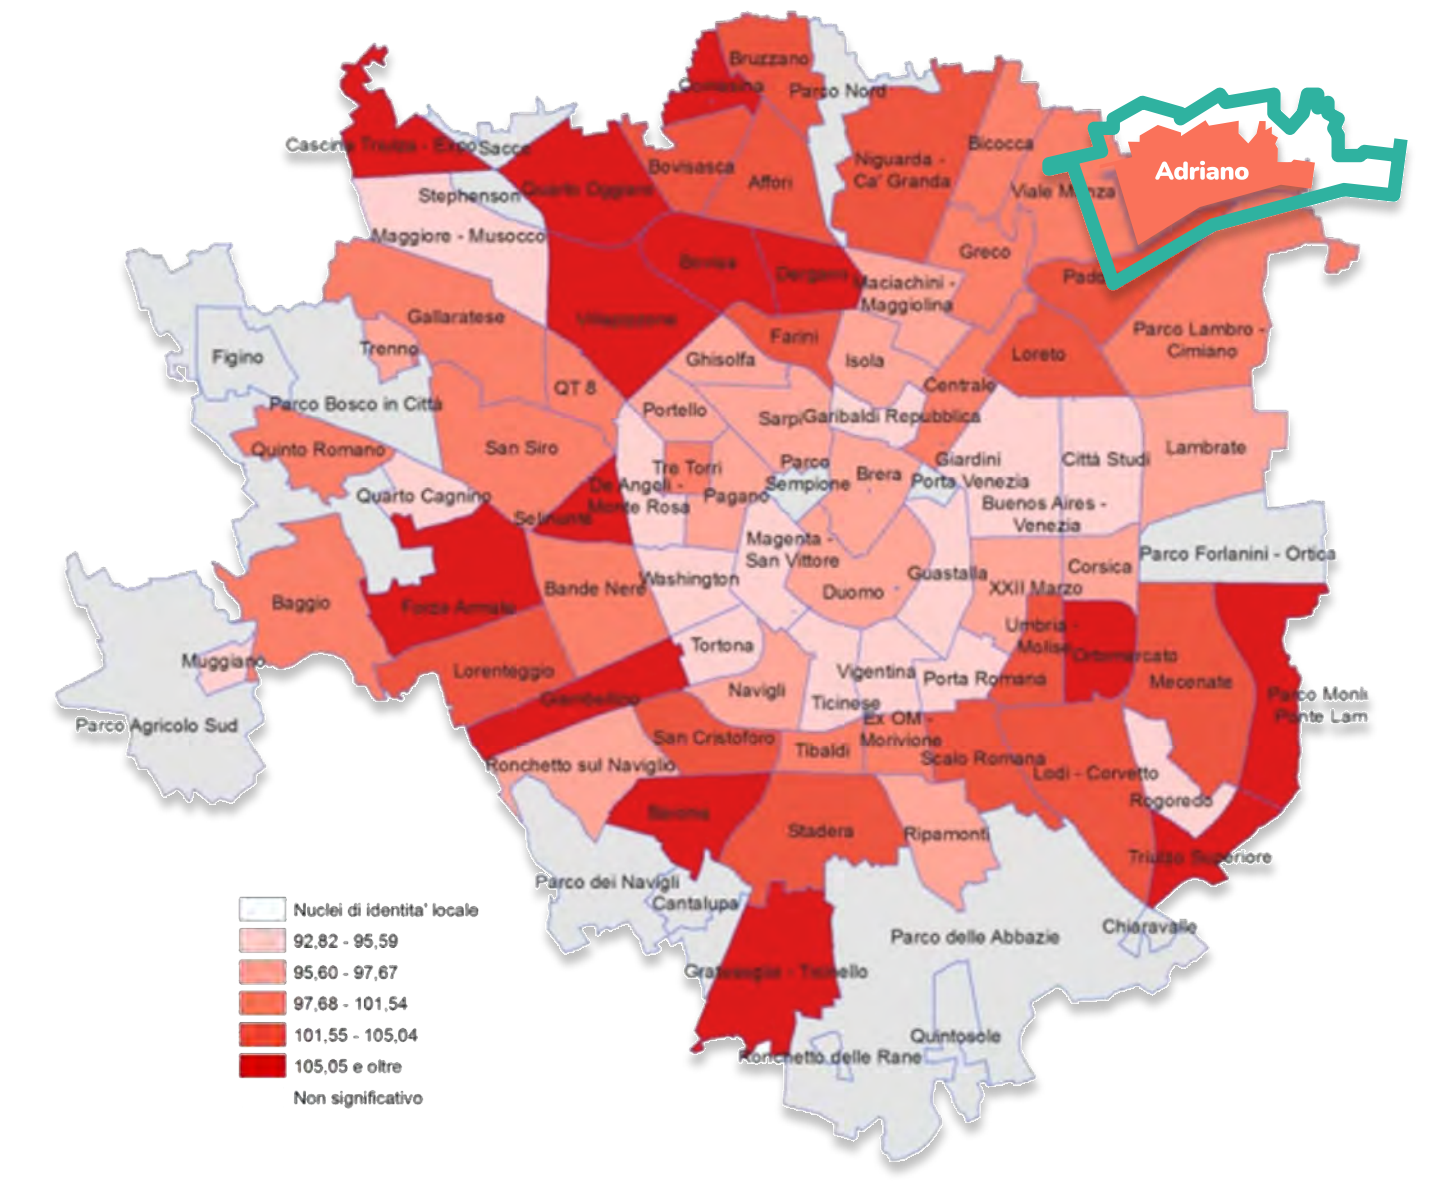 Bruzzano
Comasina
Parco Nord
Cascina Triulza - Expo
Sacco
Bovisasca
Affori
Niguarda -
Ca' Granda
Bicocca
Adriano
Viale Monza
Stephenson
Quarto Oggiaro
Maggiore - Musocco
Greco
Bovisa
Dergano
Maciachini -
Maggiolina
Gallaratese
Villapizzone
Figino
Trenno
Farini
Ghisolfa
Isola
Loreto
Parco Lambro -
Cimiano
QT 8
Centrale
Parco Bosco in Città
Portello
Sarpi
Garibaldi Repubblica
Quinto Romano
San Siro
Tre Torri
Parco
Sempione
Brera
Giardini
Porta Venezia
Città Studi
Lambrate
Quarto Cagnino
De Angeli -
Monte Rosa
Pagano
Selinunte
Buenos Aires -
Venezia
Magenta -
San Vittore
Parco Forlanini - Ortica
Baggio
Forze Armate
Bande Nere
Washington
Duomo
Guastalla
XXII Marzo
Corsica
Umbria -
Molise
Ortomercato
Muggiano
Lorenteggio
Tortona
Vigentina
Porta Romana
Mecenate
Giambellino
Navigli
Ticinese
Parco Monlu
Ponte Lam
Parco Agricolo Sud
San Cristoforo
Tibaldi
Ex OM -
Morivione
Scalo Romana
Lodi - Corvetto
Ronchetto sul Naviglio
Rogoredo
Barona
Stadera
Ripamonti
Triulzo Superiore
Parco dei Navigli
Cantalupa
Chiaravalle
Parco delle Abbazie
Gratosoglio - Ticinello
Quintosole
Ronchetto delle Rane
Nuclei di identita' locale
92,82 - 95,59
95,60 - 97,67
97,68 - 101,54
101,55 - 105,04
105,05 e oltre
Non significativo